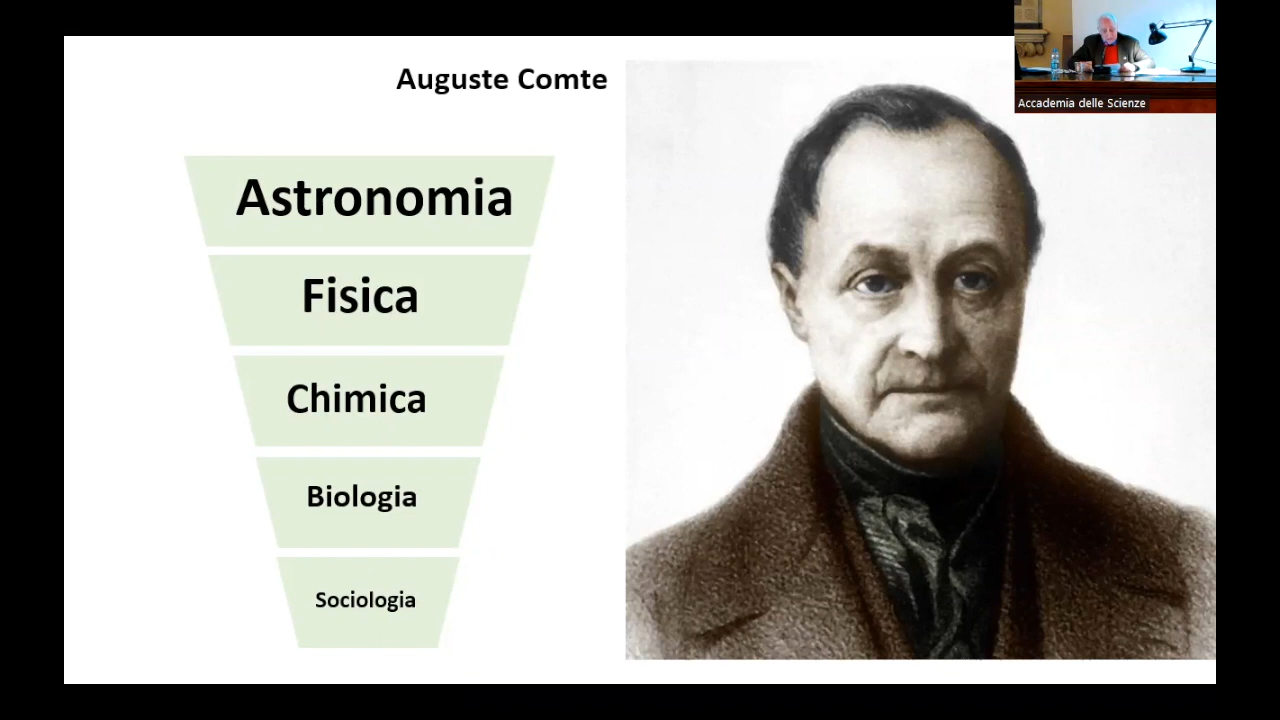 Auguste Comte
Accademia delle Scienze
Astronomia
Fisica
Chimica
Biologia
Sociologia